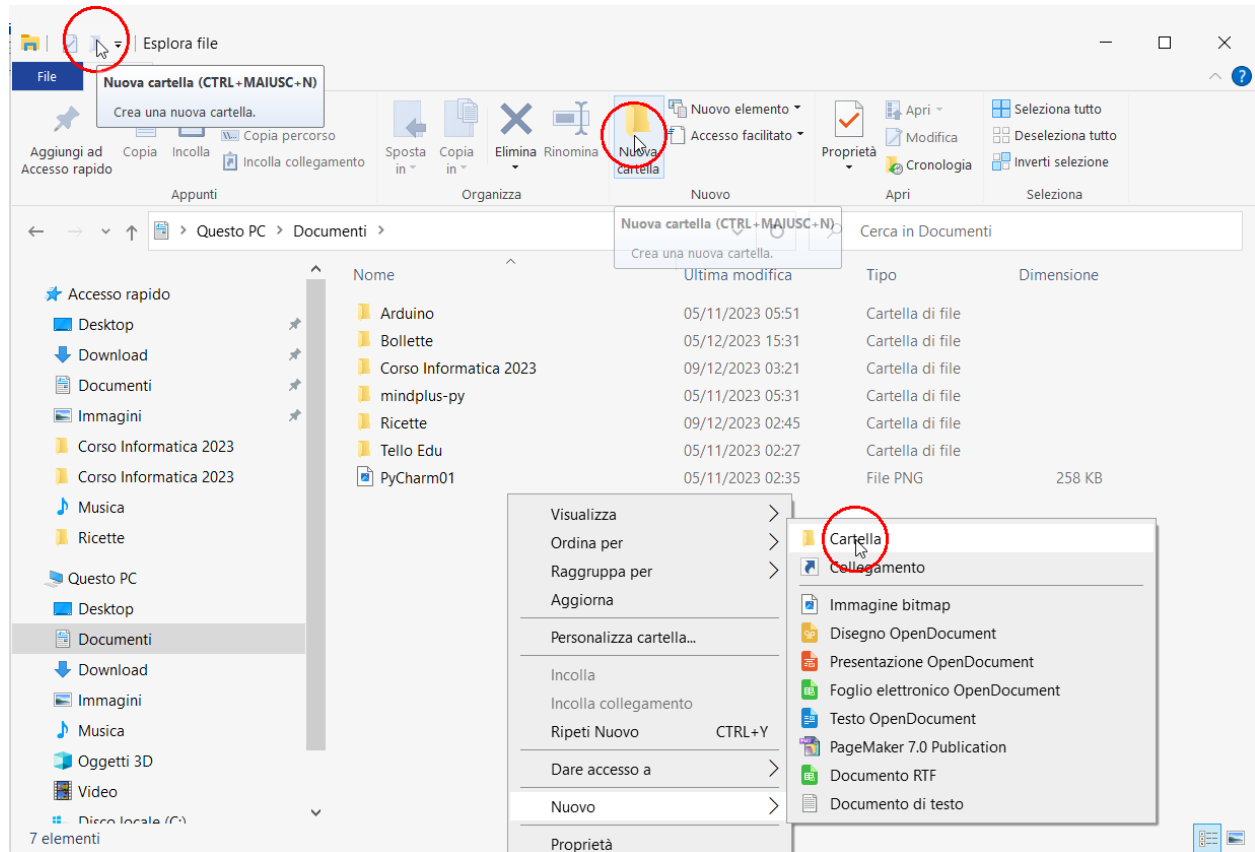 Esplora file
File
Nuova cartella (CTRL+MAIUSC+N)
Crea una nuova cartella.
Aggiungi ad
Accesso rapido
Copia
Incolla
Copia percorso
Incolla collegamento
Appunti
Sposta
in
Copia
in
Elimina
Rinomina
Organizza
Nuova
cartella
Nuovo elemento
Accesso facilitato
Nuovo
Proprietà
Apri
Modifica
Cronologia
Apri
Seleziona tutto
Deseleziona tutto
Inverti selezione
Seleziona
Questo PC > Documenti >
Nuova cartella (CTRL+MAIUSC+N)
Crea una nuova cartella.
Cerca in Documenti
Nome Ultima modifica Tipo Dimensione
Arduino 05/11/2023 05:51 Cartella di file
Bollette 05/12/2023 15:31 Cartella di file
Corso Informatica 2023 09/12/2023 03:21 Cartella di file
mindplus-py 05/11/2023 05:31 Cartella di file
Ricette 09/12/2023 02:45 Cartella di file
Tello Edu 05/11/2023 02:27 Cartella di file
PyCharm01 05/11/2023 02:35 File PNG 258 KB
Accesso rapido
Desktop
Download
Documenti
Immagini
Corso Informatica 2023
Corso Informatica 2023
Musica
Ricette
Questo PC
Desktop
Documenti
Download
Immagini
Musica
Oggetti 3D
Video
Disco locale (C:)
7 elementi
Visualizza
Ordina per
Raggruppa per
Aggiorna
Personalizza cartella...
Incolla
Incolla collegamento
Ripeti Nuovo CTRL+Y
Dare accesso a
Nuovo
Proprietà
Cartella
Collegamento
Immagine bitmap
Disegno OpenDocument
Presentazione OpenDocument
Foglio elettronico OpenDocument
Testo OpenDocument
PageMaker 7.0 Publication
Documento RTF
Documento di testo